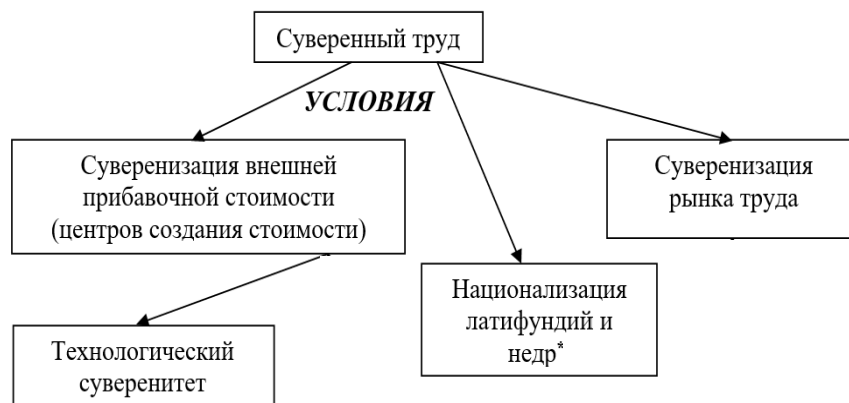 Суверенный труд
УСЛОВИЯ
Суверенизация внешней
прибавочной стоимости
(центров создания стоимости)
Суверенизация
рынка труда
Национализация
латифундий и
недр*
Технологический
суверенитет